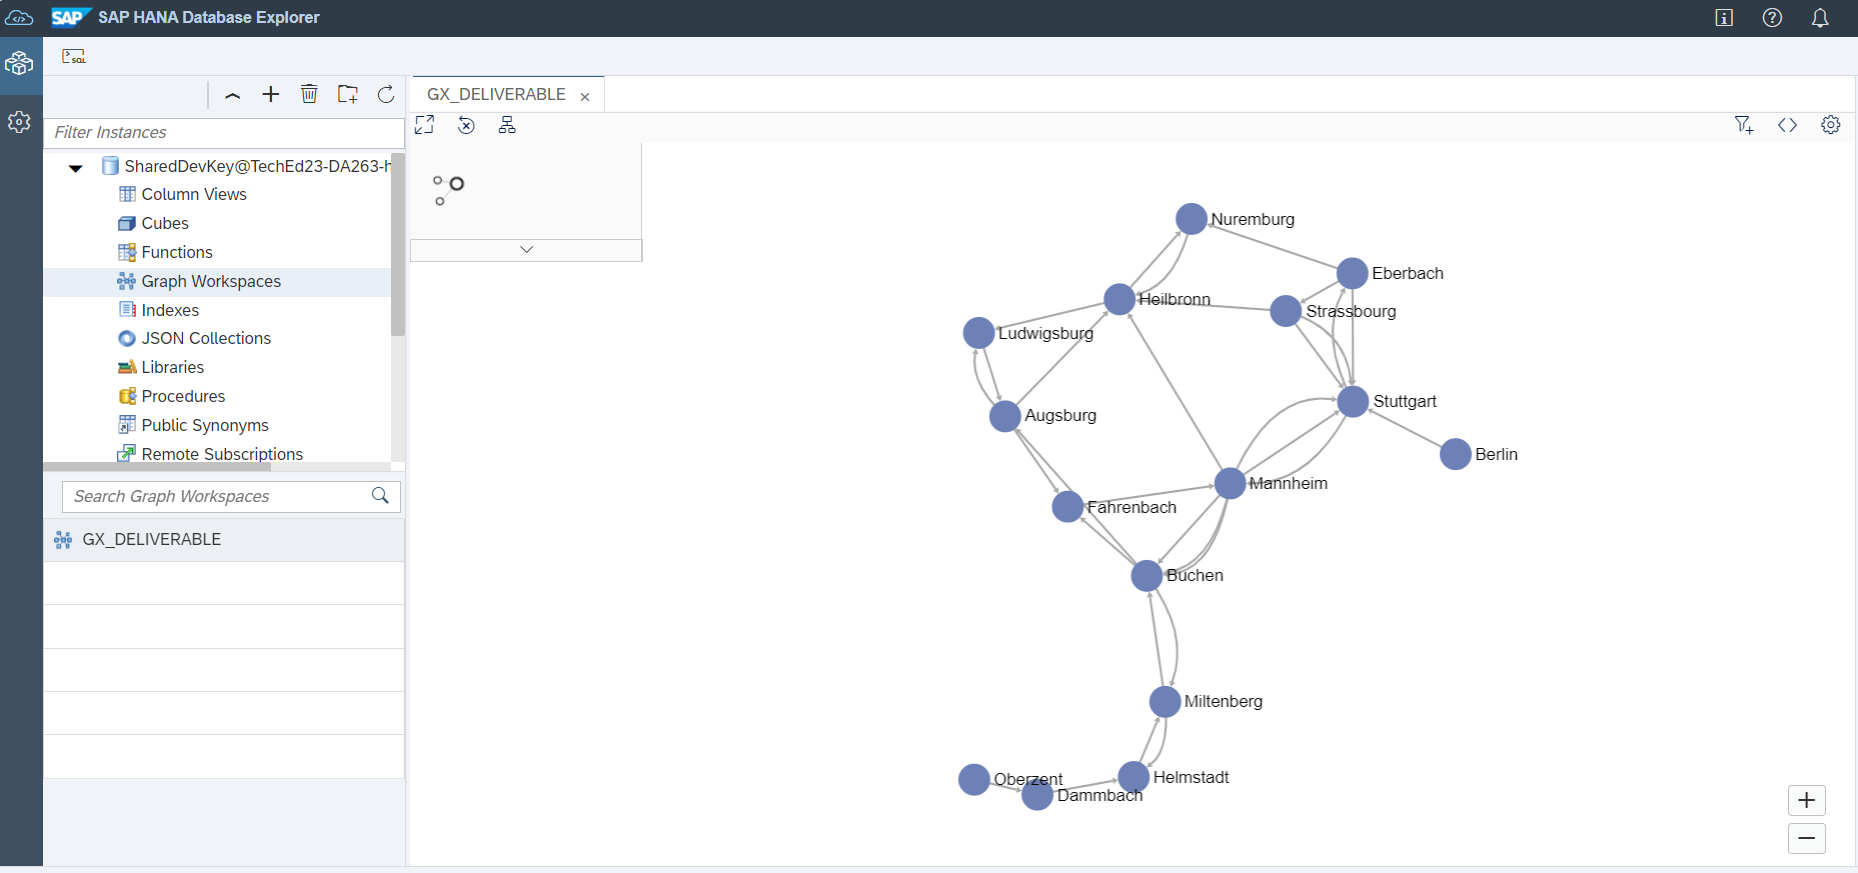 SAP SAP HANA Database Explorer
SQL
GX_DELIVERABLE
Filter Instances
SharedDevKey@TechEd23-DA263-h
Column Views
Cubes
Functions
Graph Workspaces
Indexes
JSON Collections
Libraries
Procedures
Public Synonyms
Remote Subscriptions
Search Graph Workspaces
GX_DELIVERABLE
Nuremburg
Eberbach
Heilbronn
Strassbourg
Ludwigsburg
Stuttgart
Augsburg
Berlin
Mannheim
Fahrenbach
Buchen
Miltenberg
Helmstadt
Oberzent
Dammbach